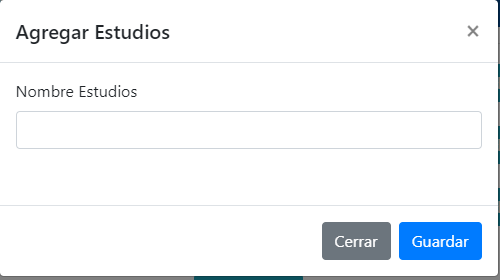 Agregar Estudios ×
Nombre Estudios
Cerrar Guardar